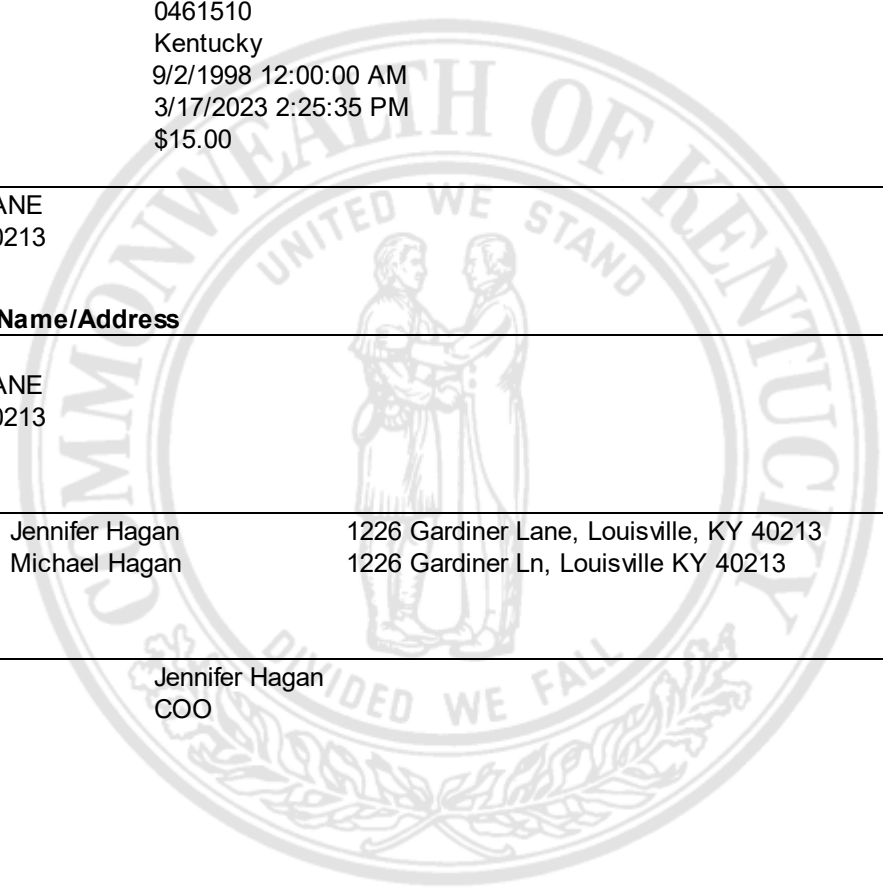 0461510
Kentucky
9/2/1998 12:00:00 AM
3/17/2023 2:25:35 PM
$15.00
ANE
0213
Name/Address
ANE
0213
Jennifer Hagan 1226 Gardiner Lane, Louisville, KY 40213
Michael Hagan 1226 Gardiner Ln, Louisville KY 40213
Jennifer Hagan
COO
COMMONWEALTH OF KENTUCKY
UNITED WE STAND
DIVIDED WE FALL